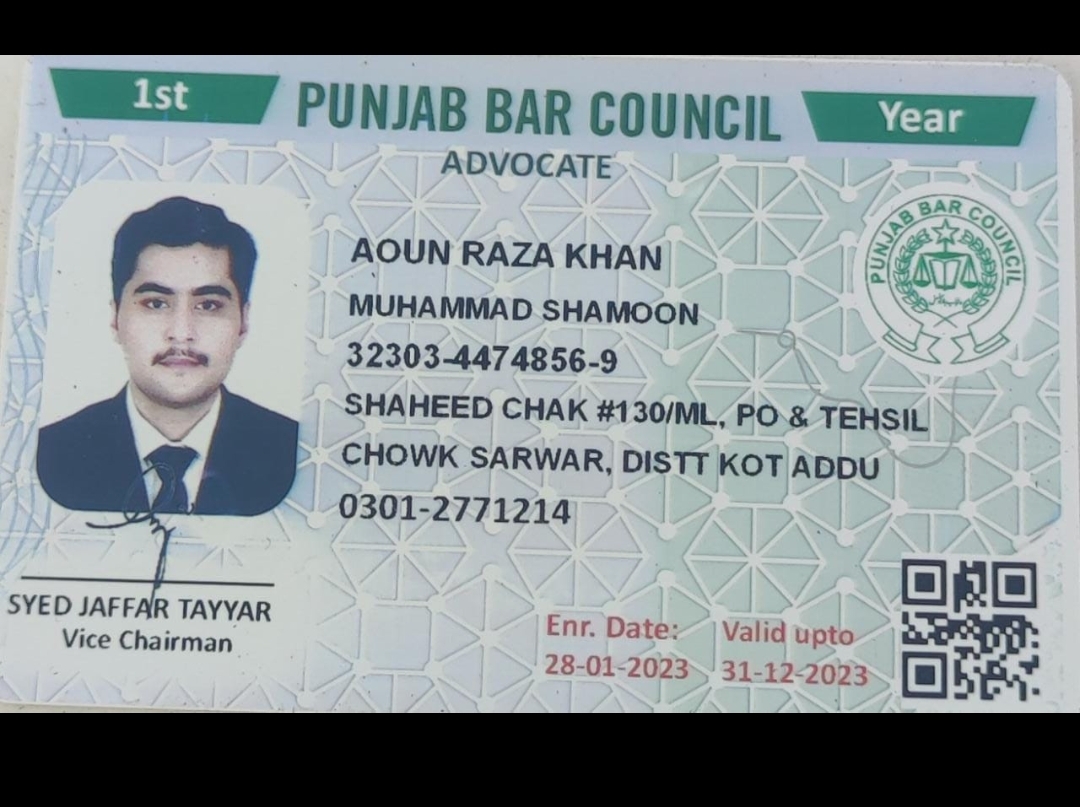 1st
PUNJAB BAR COUNCIL
Year
ADVOCATE
PUNJAB BAR COUNCIL
AOUN RAZA KHAN
MUHAMMAD SHAMOON
32303-4474856-9
SHAHEED CHAK #130/ML, PO & TEHSIL
CHOWK SARWAR, DISTT KOT ADDU
0301-2771214
SYED JAFFAR TAYYAR
Vice Chairman
Enr. Date:
28-01-2023
Valid upto
31-12-2023